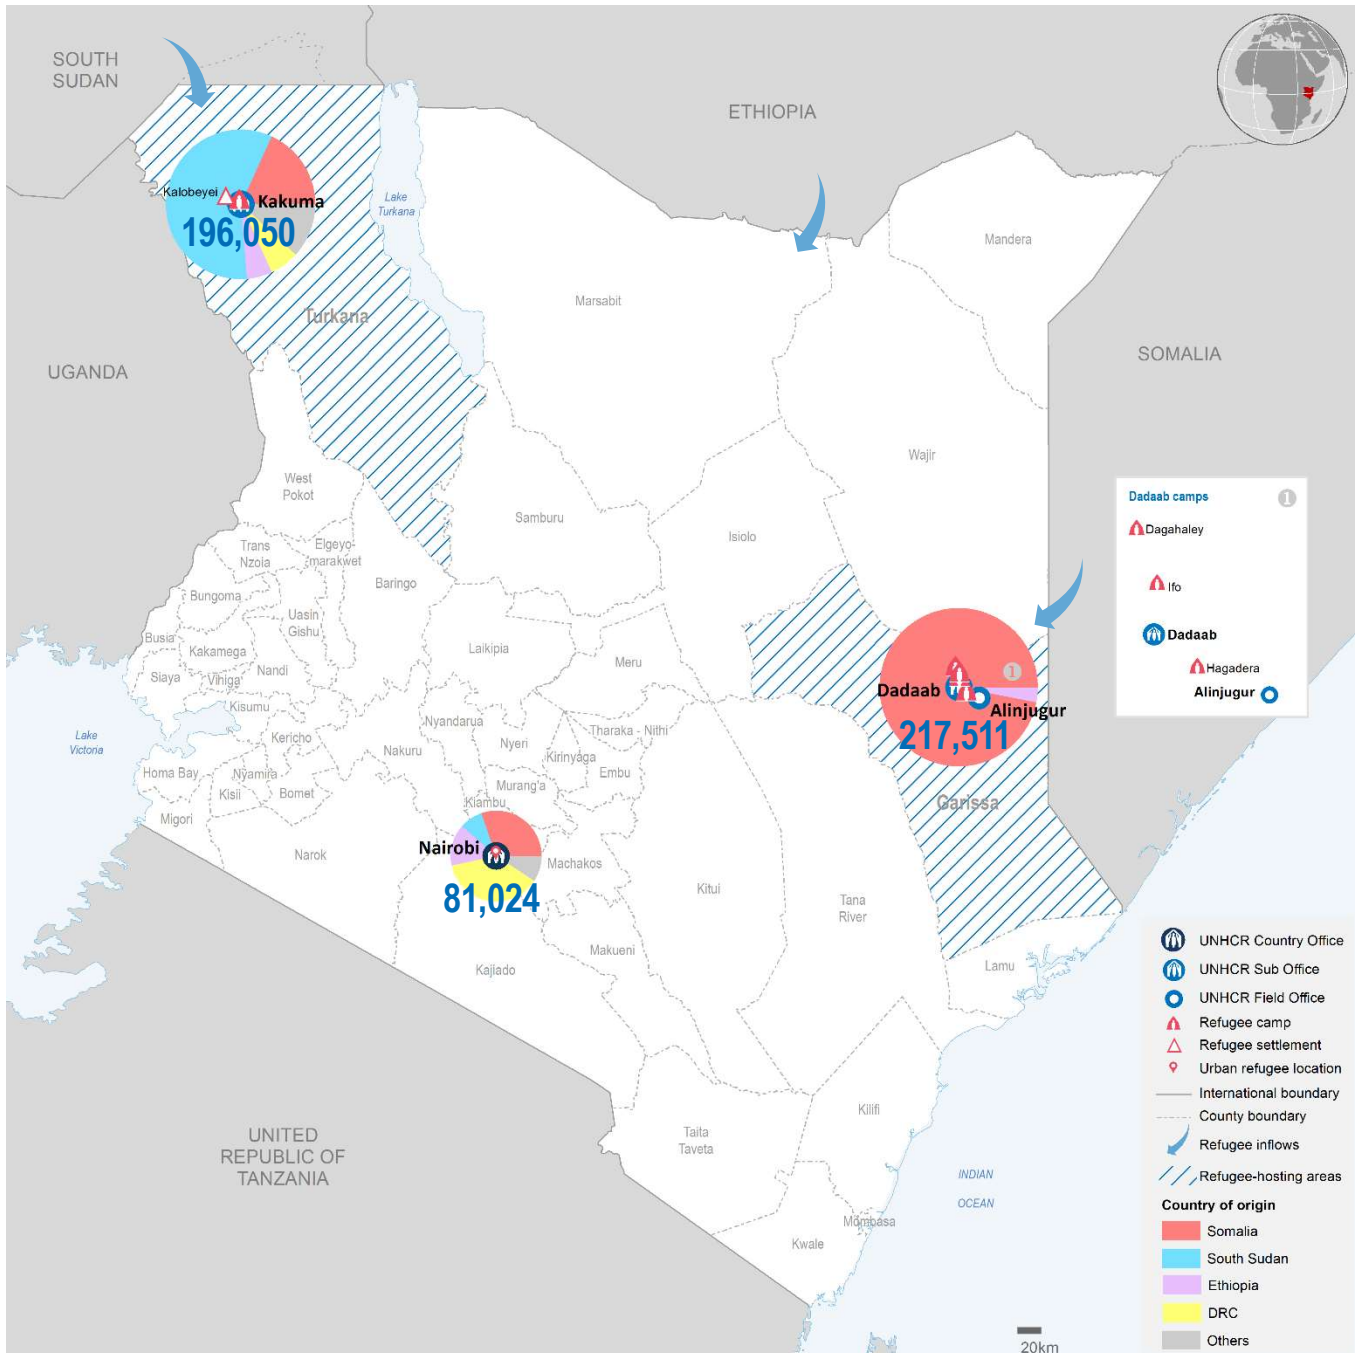 SOUTH
SUDAN
ETHIOPIA
Kalobeyei
Kakuma
196,050
Lake
Turkana
Mandera
Marsabit
Turkana
UGANDA
SOMALIA
Wajir
West
Pokot
Samburu
Isiolo
Dadaab camps
1
Dagahaley
Ifo
Dadaab
Hagadera
Alinjugur
Trans
Nzoia
Elgeyo-
marakwet
Baringo
Bungoma
Uasin
Gishu
Busia
Kakamega
Laikipia
Meru
Siaya
Vihiga
Nandi
Kisumu
1
Dadaab
Alinjugur
217,511
Lake
Victoria
Kericho
Nyandarua
Nakuru
Nyeri
Tharaka - Nithi
Kirinyaga
Embu
Homa Bay
Nyamira
Kisii
Bomet
Murang'a
Kiambu
Migori
Garissa
Narok
Nairobi
81,024
Machakos
Kitui
Tana
River
Makueni
Kajiado
Lamu
UNITED
REPUBLIC OF
TANZANIA
Taita
Taveta
Kilifi
INDIAN
OCEAN
Mombasa
Kwale
UNHCR Country Office
UNHCR Sub Office
UNHCR Field Office
Refugee camp
Refugee settlement
Urban refugee location
International boundary
County boundary
Refugee inflows
Refugee-hosting areas
Country of origin
Somalia
South Sudan
Ethiopia
DRC
Others
20km